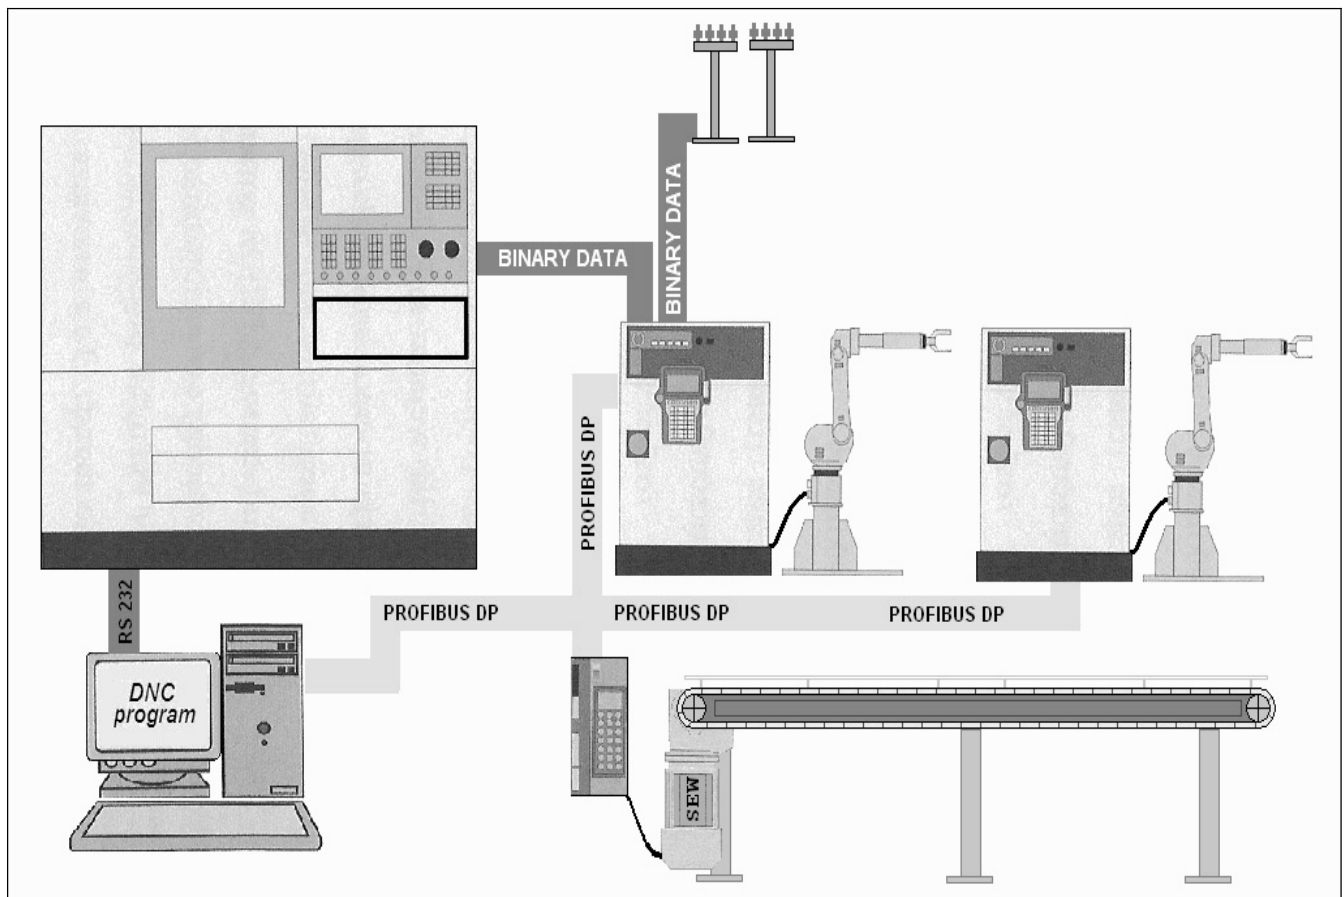 BINARY DATA
BINARY DATA
PROFIBUS DP
RS 232
PROFIBUS DP
PROFIBUS DP
PROFIBUS DP
DNC
program
SEW